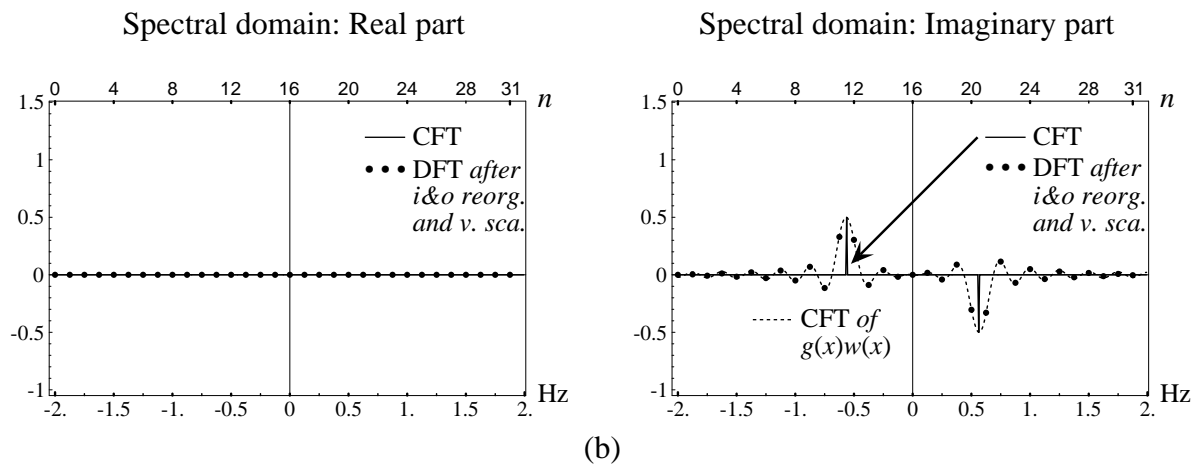 Spectral domain: Real part
0 4 8 12 16 20 24 28 31 n
1.5
1
0.5
0
-0.5
-1
CFT
DFT after
i&o reorg.
and v. sca.
-2. -1.5 -1. -0.5 0 0.5 1. 1.5 2. Hz
Spectral domain: Imaginary part
0 4 8 12 16 20 24 28 31 n
1.5
1
0.5
0
-0.5
-1
CFT
DFT after
i&o reorg.
and v. sca.
CFT of
g(x)w(x)
-2. -1.5 -1. -0.5 0 0.5 1. 1.5 2. Hz
(b)